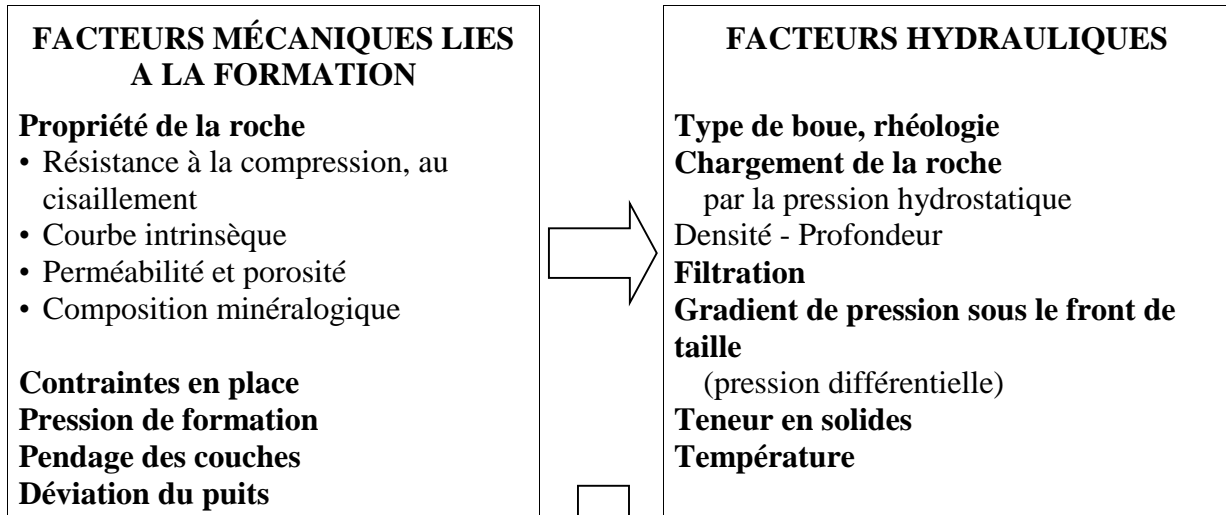 FACTEURS MÉCANIQUES LIES
A LA FORMATION
Propriété de la roche
• Résistance à la compression, au
cisaillement
• Courbe intrinsèque
• Perméabilité et porosité
• Composition minéralogique
Contraintes en place
Pression de formation
Pendage des couches
Déviation du puits
FACTEURS HYDRAULIQUES
Type de boue, rhéologie
Chargement de la roche
par la pression hydrostatique
Densité - Profondeur
Filtration
Gradient de pression sous le front de
taille
(pression différentielle)
Teneur en solides
Température